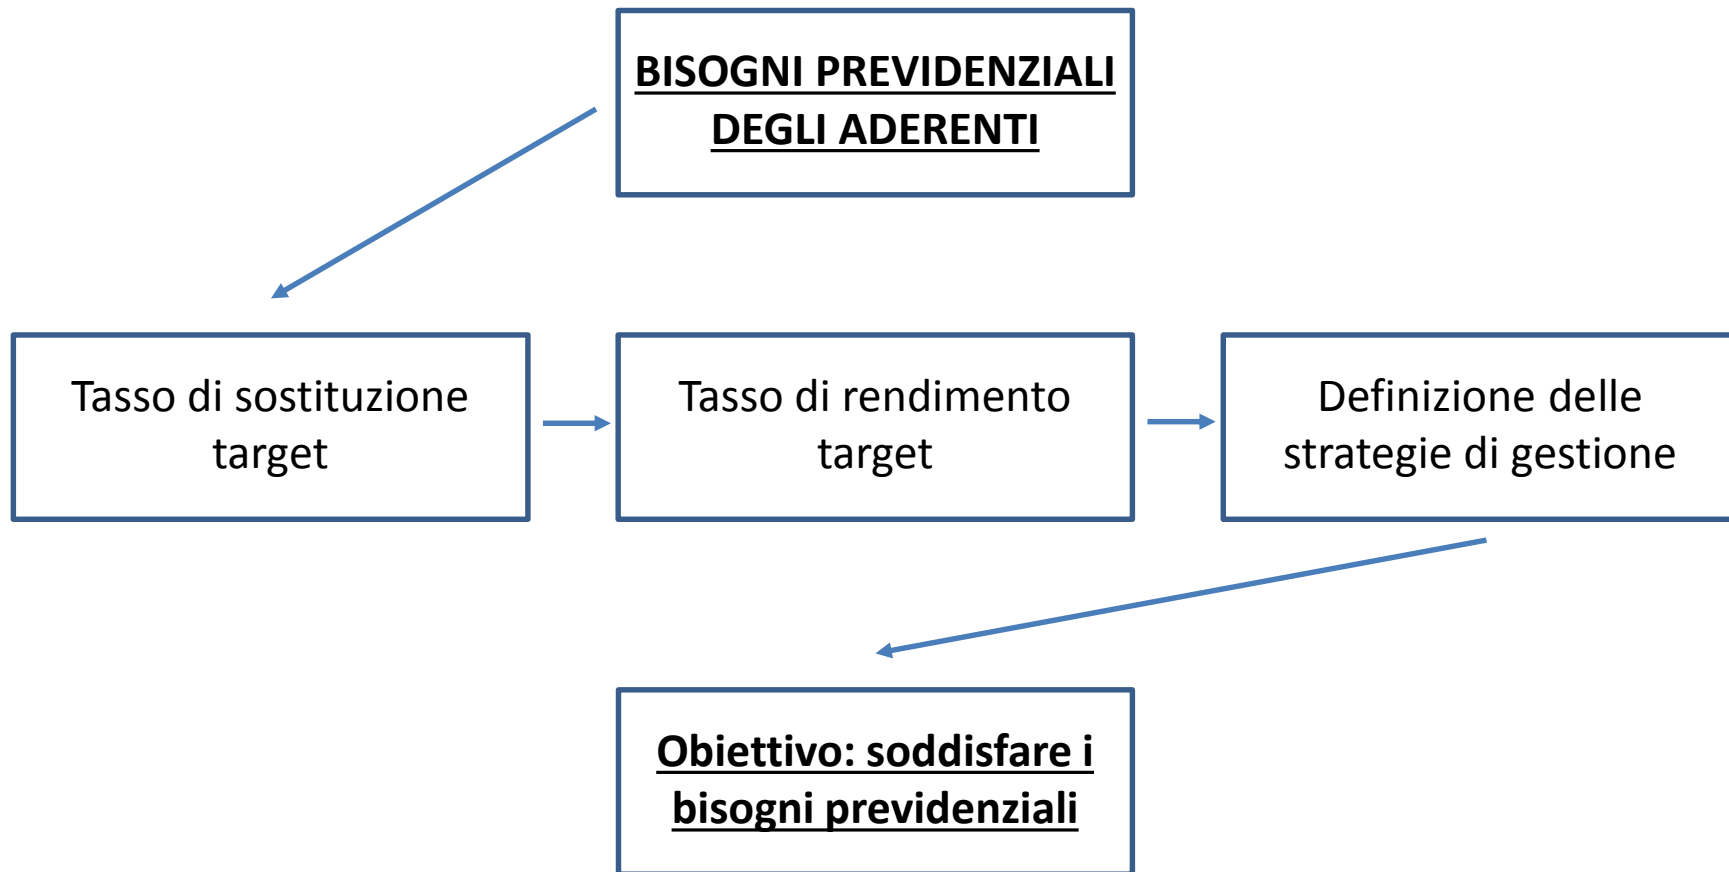 BISOGNI PREVIDENZIALI
DEGLI ADERENTI
Tasso di sostituzione
target
Tasso di rendimento
target
Definizione delle
strategie di gestione
Obiettivo: soddisfare i
bisogni previdenziali